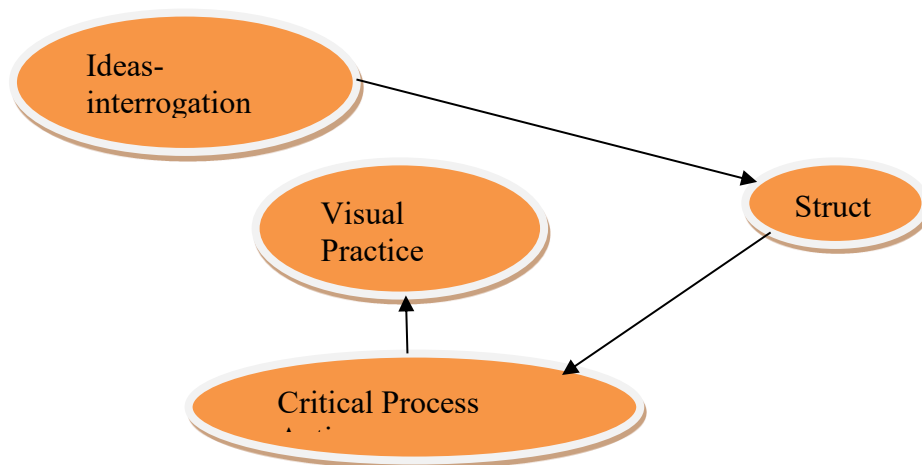 Ideas-
interrogation
Visual
Practice
Struct
Critical Process